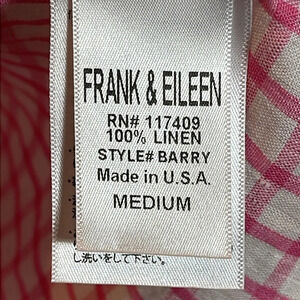 FRANK & EILEEN
RN# 117409
100% LINEN
STYLE# BARRY
Made in U.S.A.
MEDIUM
し洗いをして下さい。